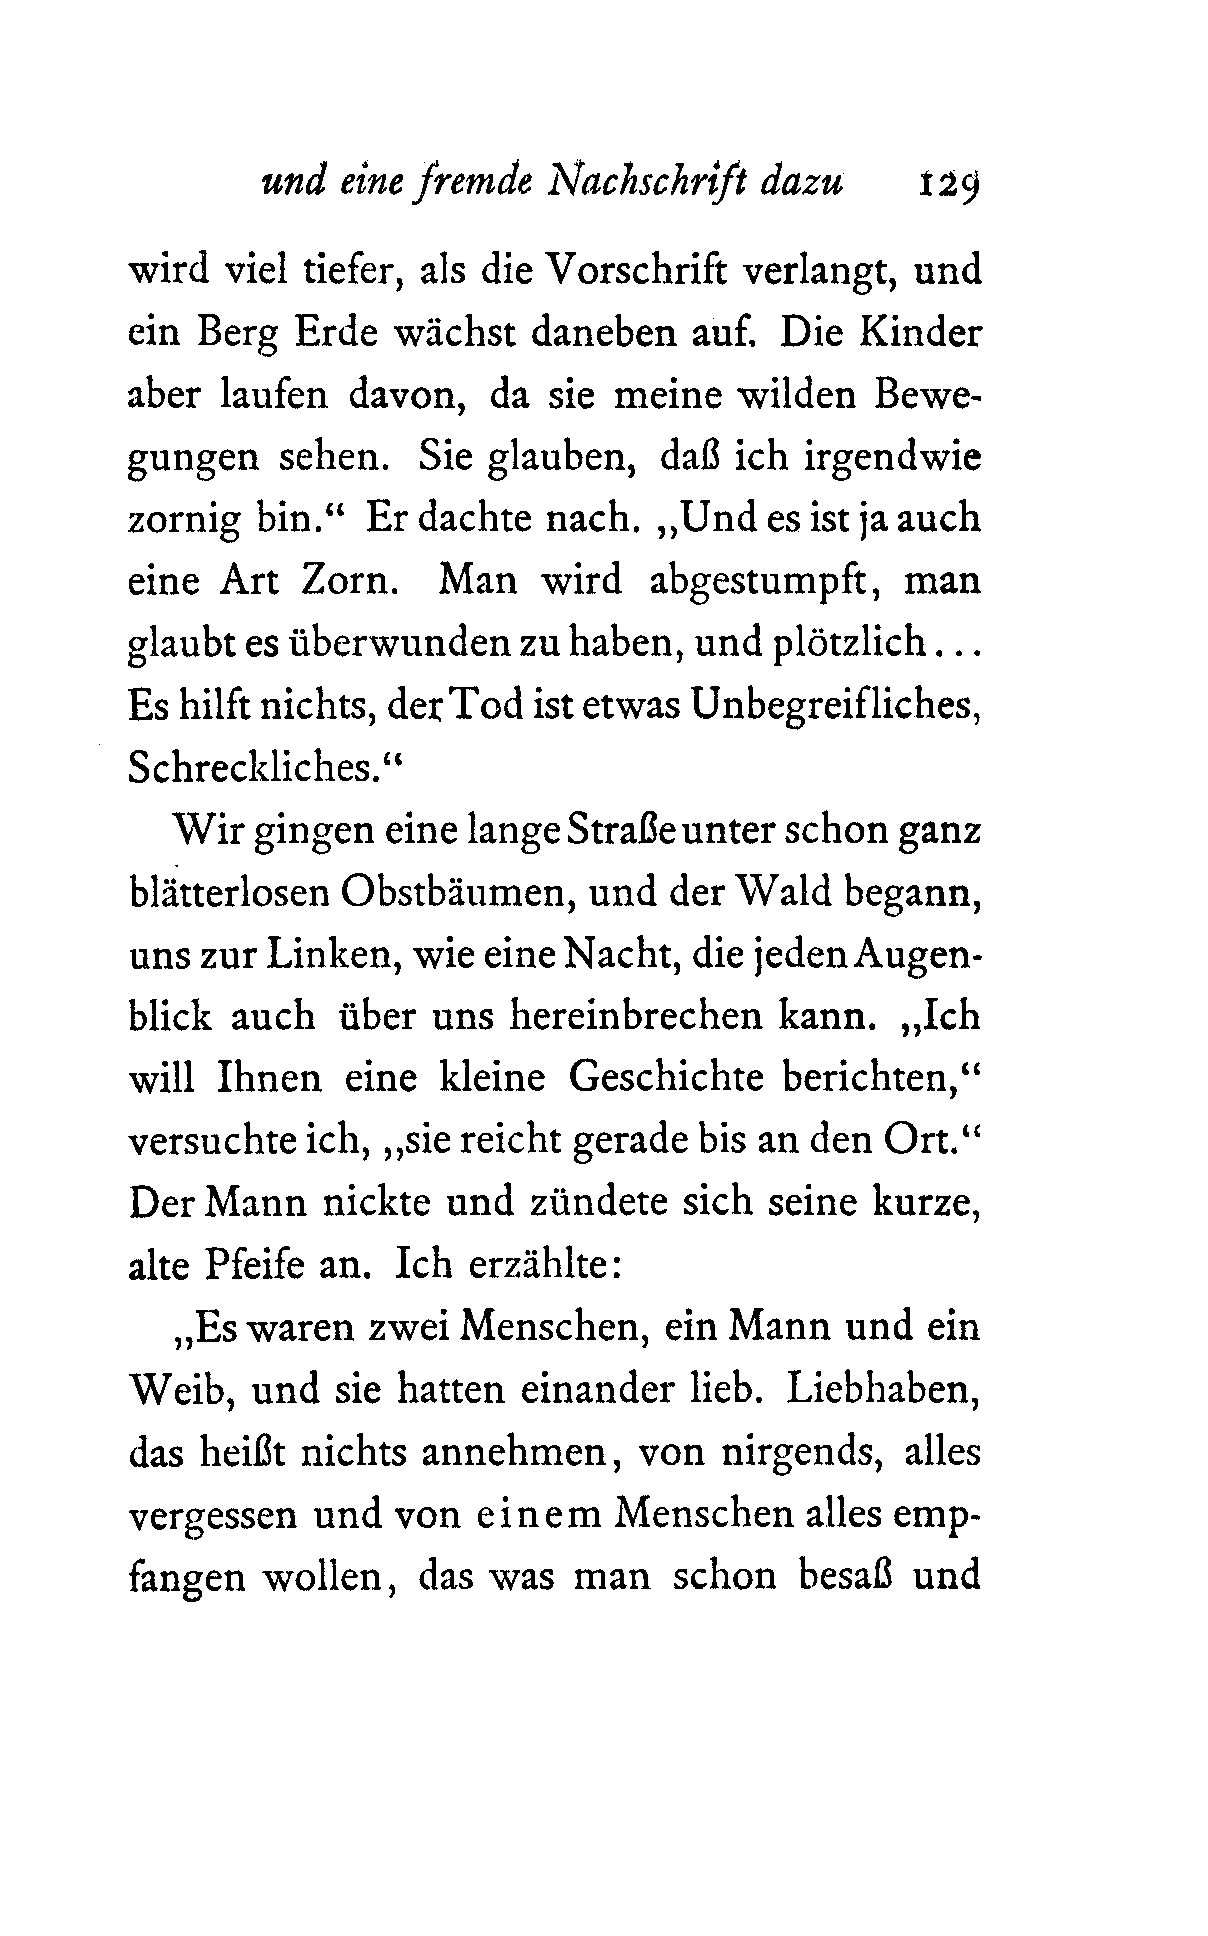 und eine fremde Nachschrift dazu 129
wird viel tiefer, als die Vorschrift verlangt, und
ein Berg Erde wächst daneben auf. Die Kinder
aber laufen davon, da sie meine wilden Bewe-
gungen sehen. Sie glauben, daß ich irgendwie
zornig bin.“ Er dachte nach. „Und es ist ja auch
eine Art Zorn. Man wird abgestumpft, man
glaubt es überwunden zu haben, und plötzlich...
Es hilft nichts, der Tod ist etwas Unbegreifliches,
Schreckliches.“
Wir gingen eine lange Straße unter schon ganz
blätterlosen Obstbäumen, und der Wald begann,
uns zur Linken, wie eine Nacht, die jeden Augen-
blick auch über uns hereinbrechen kann. „Ich
will Ihnen eine kleine Geschichte berichten,“
versuchte ich, „sie reicht gerade bis an den Ort.“
Der Mann nickte und zündete sich seine kurze,
alte Pfeife an. Ich erzählte:
„Es waren zwei Menschen, ein Mann und ein
Weib, und sie hatten einander lieb. Liebhaben,
das heißt nichts annehmen, von nirgends, alles
vergessen und von einem Menschen alles emp-
fangen wollen, das was man schon besaß und